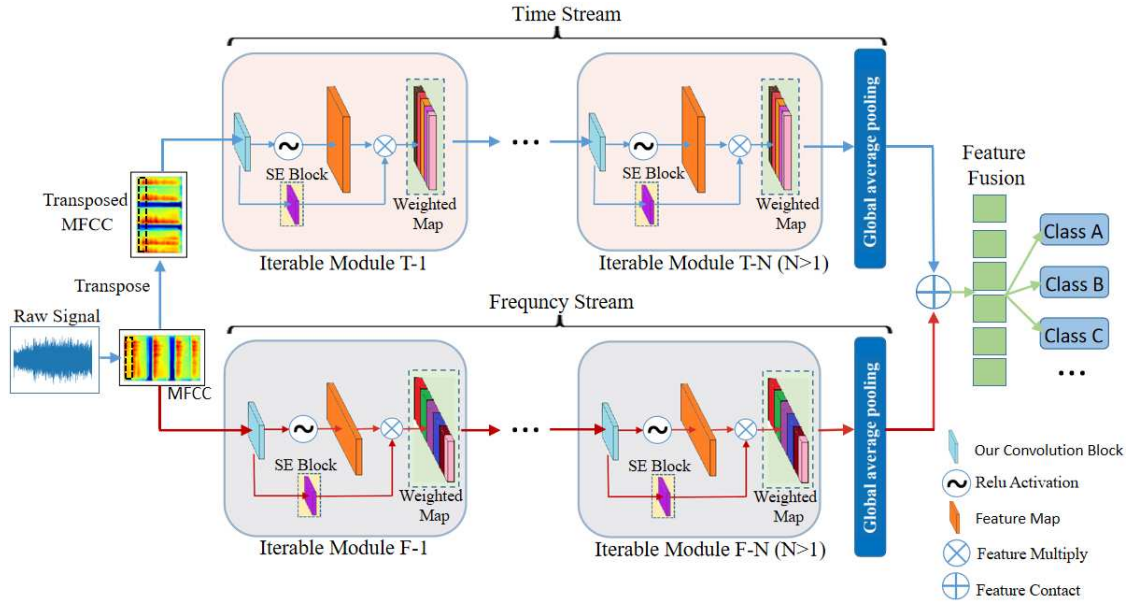 Time Stream
SE Block
Weighted
Map
Iterable Module T-1
...
SE Block
Weighted
Map
Iterable Module T-N (N>1)
Global average pooling
Transposed
MFCC
Transpose
Raw Signal
MFCC
Frequncy Stream
SE Block
Weighted
Map
Iterable Module F-1
...
SE Block
Weighted
Map
Iterable Module F-N (N>1)
Global average pooling
Feature
Fusion
Class A
Class B
Class C
...
Our Convolution Block
Relu Activation
Feature Map
Feature Multiply
Feature Contact